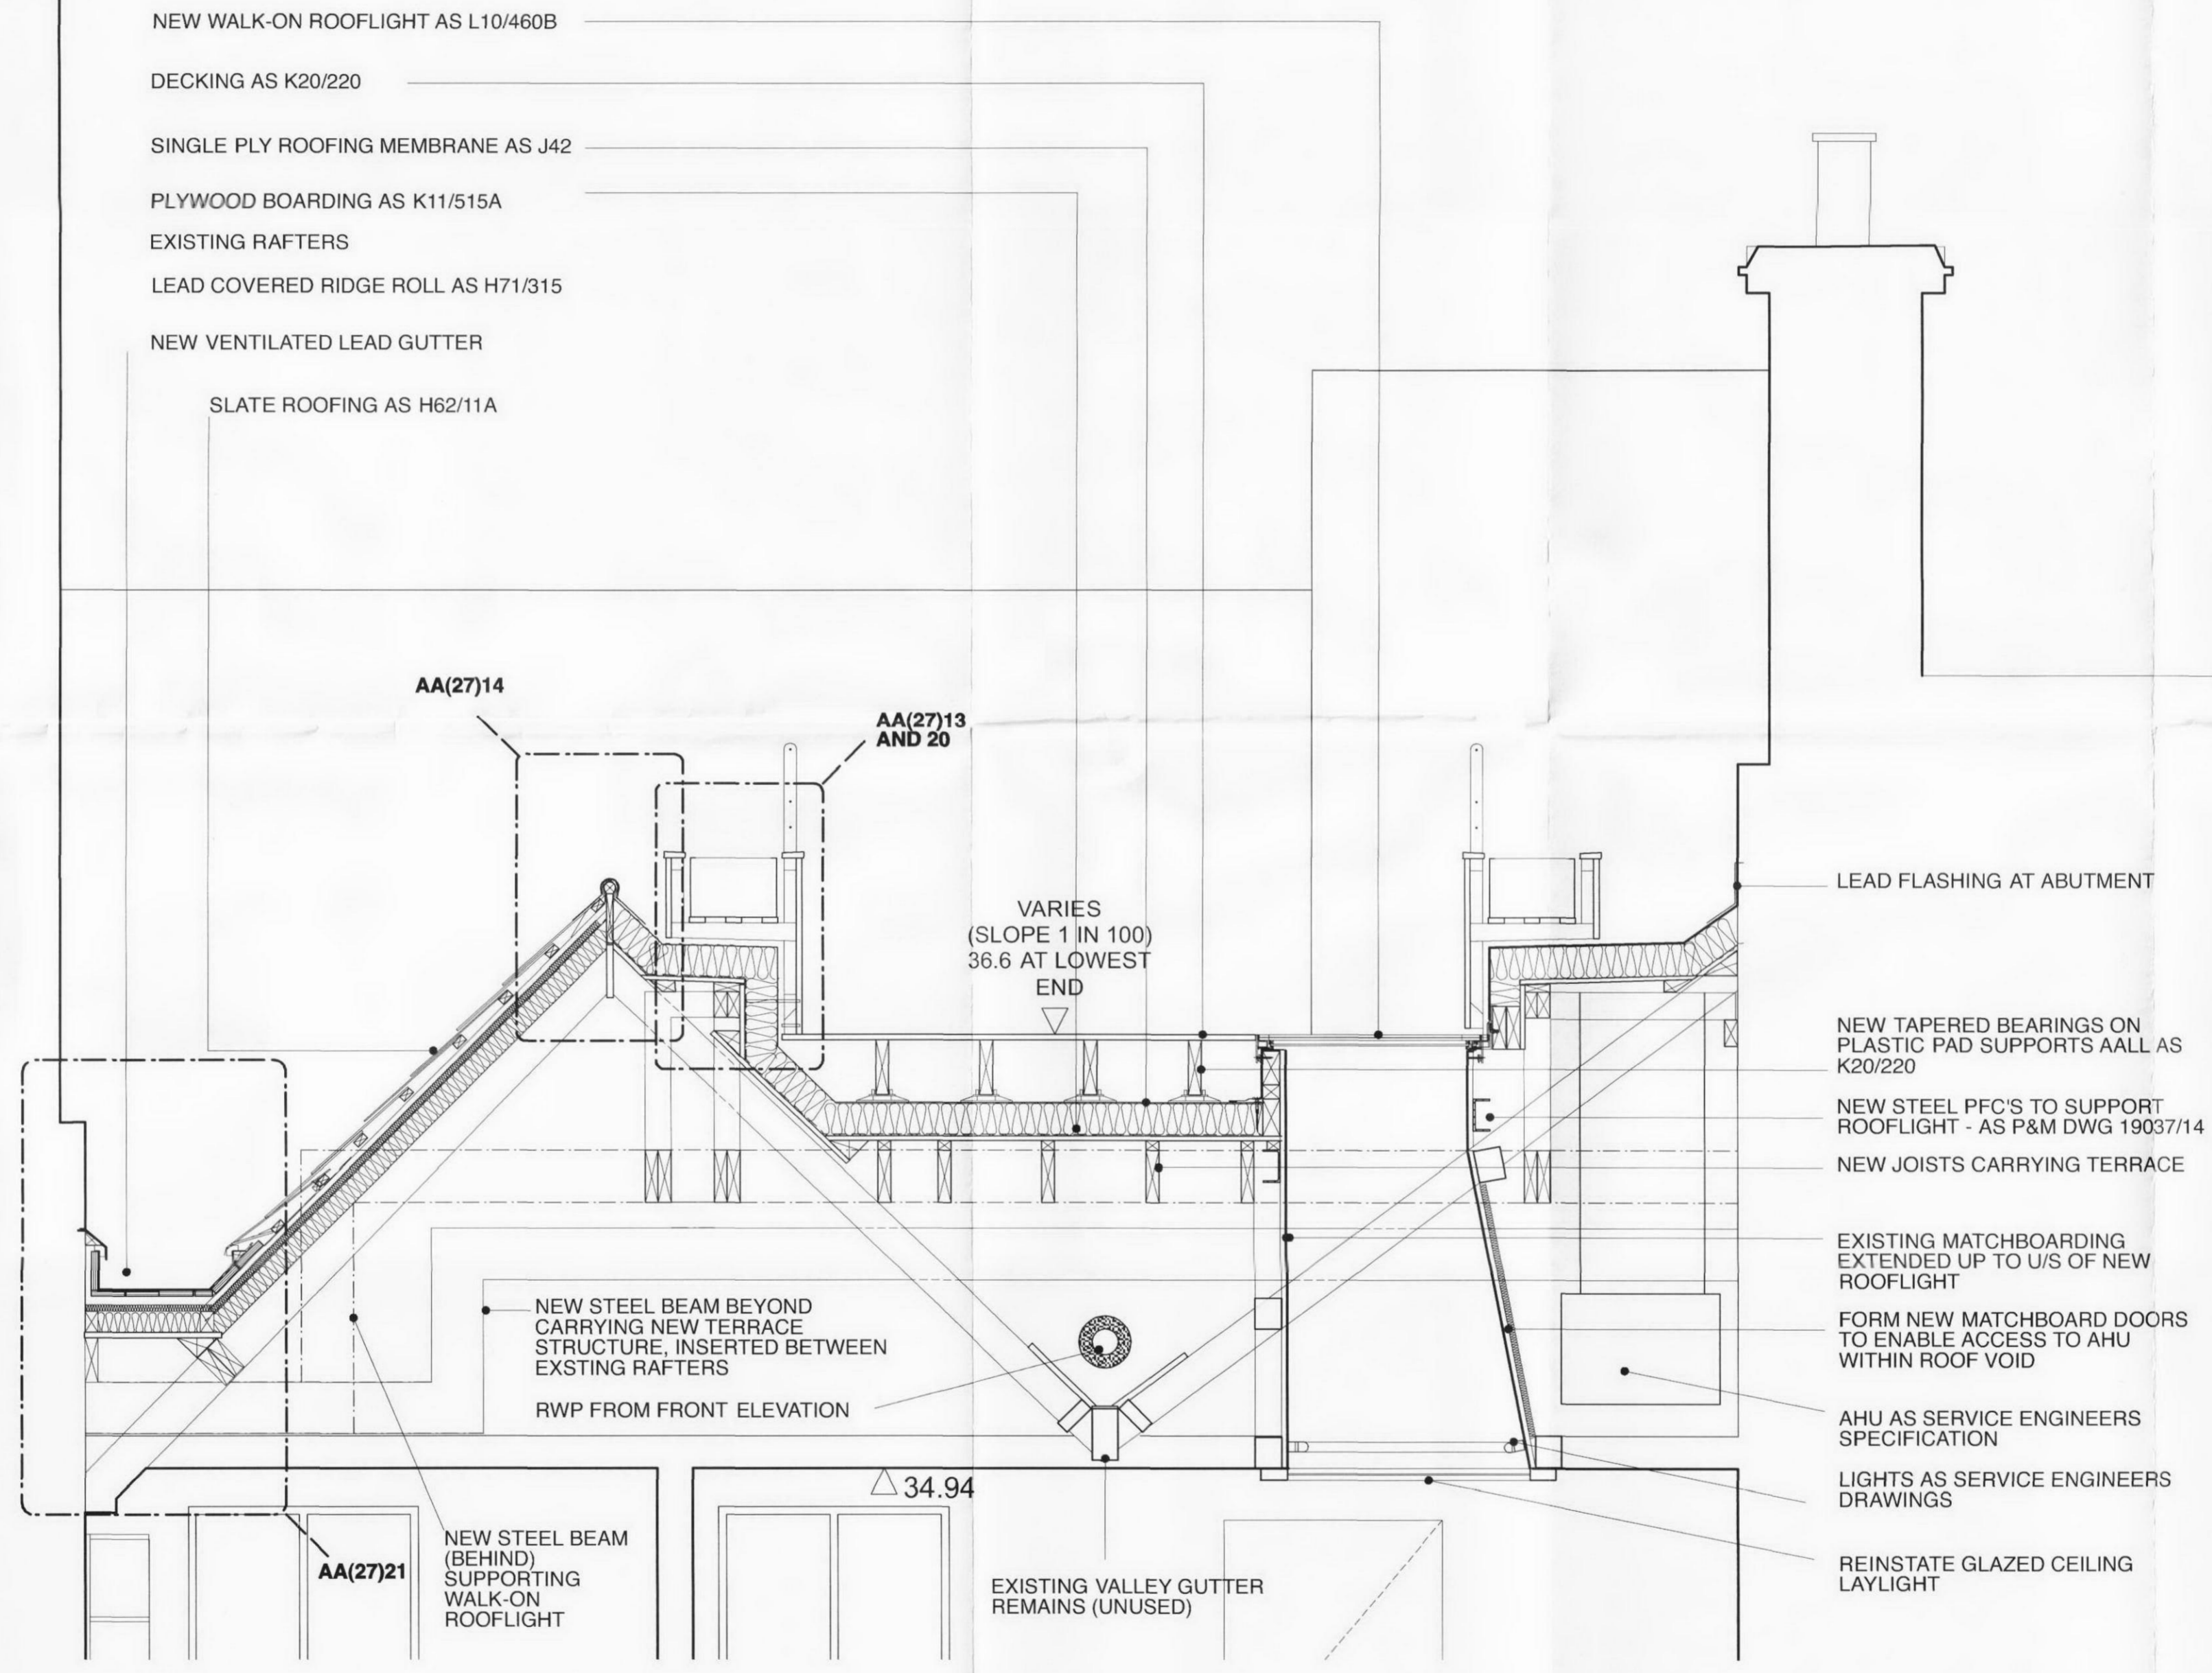 NEW WALK-ON ROOFLIGHT AS L10/460B
DECKING AS K20/220
SINGLE PLY ROOFING MEMBRANE AS J42
PLYWOOD BOARDING AS K11/515A
EXISTING RAFTERS
LEAD COVERED RIDGE ROLL AS H71/315
NEW VENTILATED LEAD GUTTER
SLATE ROOFING AS H62/11A
AA(27)14
AA(27)13
AND 20
VARIES
(SLOPE 1 IN 100)
36.6 AT LOWEST
END
LEAD FLASHING AT ABUTMENT
NEW TAPERED BEARINGS ON
PLASTIC PAD SUPPORTS AALL AS
K20/220
NEW STEEL PFC'S TO SUPPORT
ROOFLIGHT - AS P&M DWG 19037/14
NEW JOISTS CARRYING TERRACE
EXISTING MATCHBOARDING
EXTENDED UP TO U/S OF NEW
ROOFLIGHT
FORM NEW MATCHBOARD DOORS
TO ENABLE ACCESS TO AHU
WITHIN ROOF VOID
AHU AS SERVICE ENGINEERS
SPECIFICATION
LIGHTS AS SERVICE ENGINEERS
DRAWINGS
REINSTATE GLAZED CEILING
LAYLIGHT
NEW STEEL BEAM BEYOND
CARRYING NEW TERRACE
STRUCTURE, INSERTED BETWEEN
EXSTING RAFTERS
RWP FROM FRONT ELEVATION
34.94
NEW STEEL BEAM
(BEHIND)
SUPPORTING
WALK-ON
ROOFLIGHT
AA(27)21
EXISTING VALLEY GUTTER
REMAINS (UNUSED)